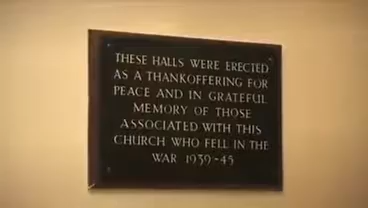 THESE HALLS WERE ERECTED
AS A THANKOFFERING FOR
PEACE AND IN GRATEFUL
MEMORY OF THOSE
ASSOCIATED WITH THIS
CHURCH WHO FELL IN THE
WAR 1939-45